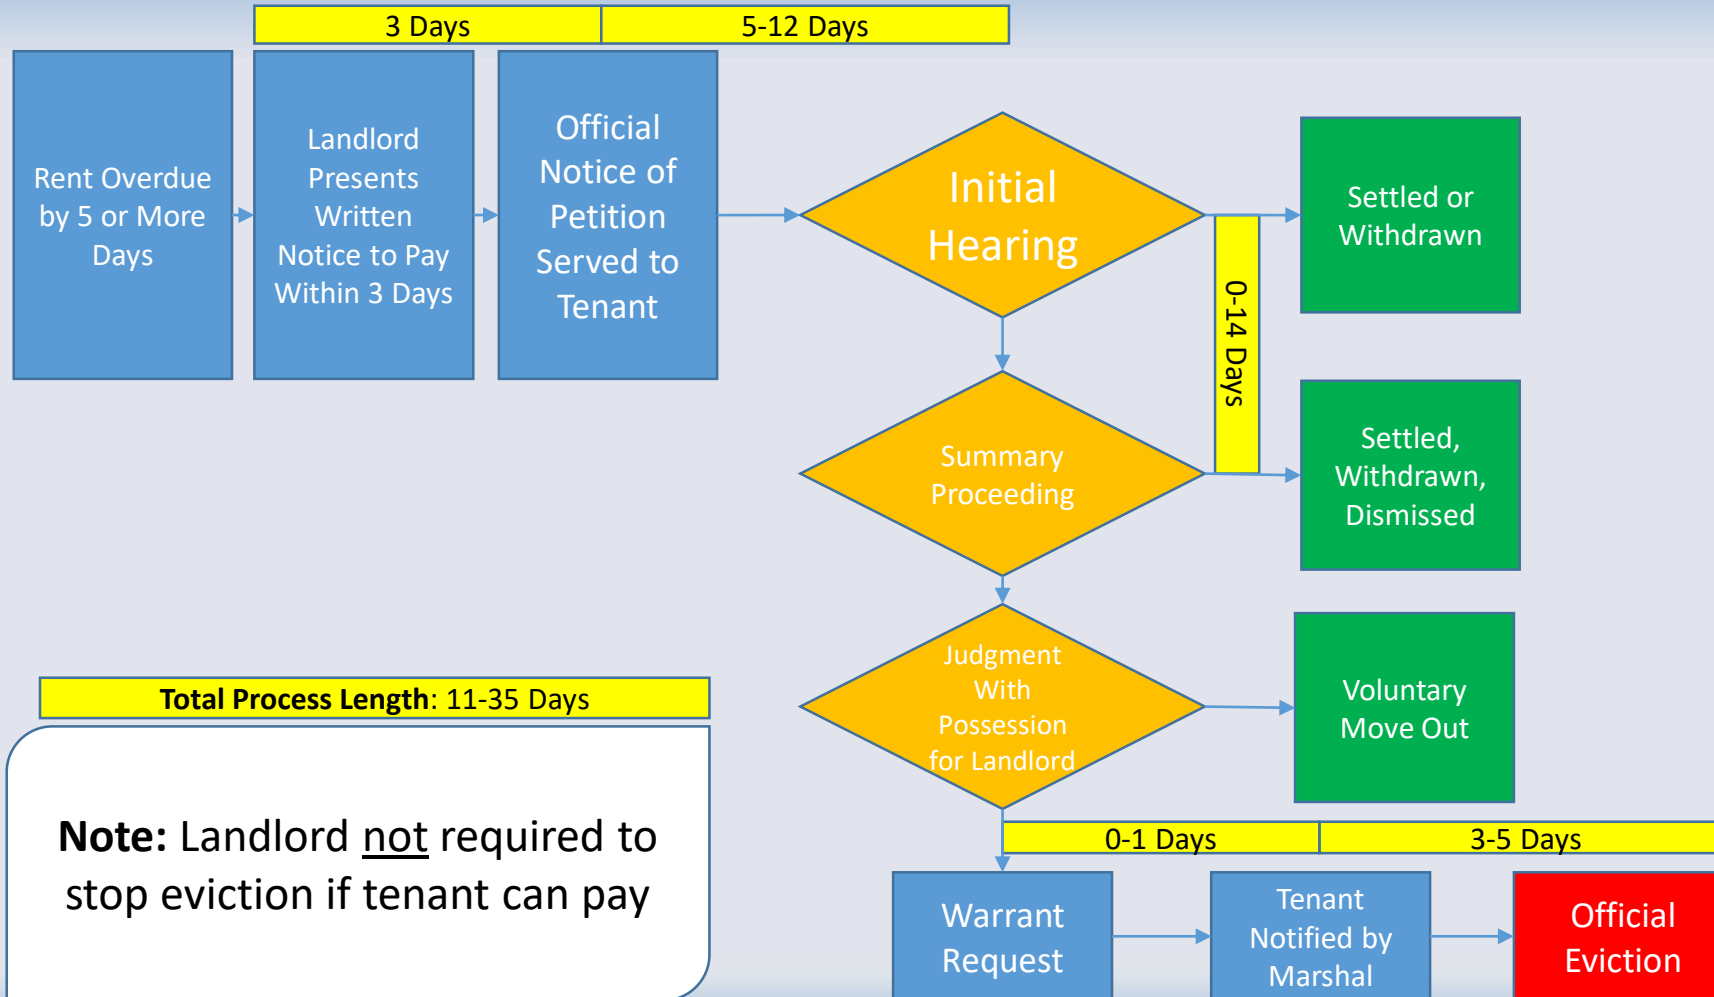 3 Days
5-12 Days
Rent Overdue
by 5 or More
Days
Landlord
Presents
Written
Notice to Pay
Within 3 Days
Official
Notice of
Petition
Served to
Tenant
Initial
Hearing
Settled or
Withdrawn
0-14 Days
Summary
Proceeding
Settled,
Withdrawn,
Dismissed
Judgment
With
Possession
for Landlord
Voluntary
Move Out
Total Process Length: 11-35 Days
Note: Landlord not required to
stop eviction if tenant can pay
0-1 Days
3-5 Days
Warrant
Request
Tenant
Notified by
Marshal
Official
Eviction